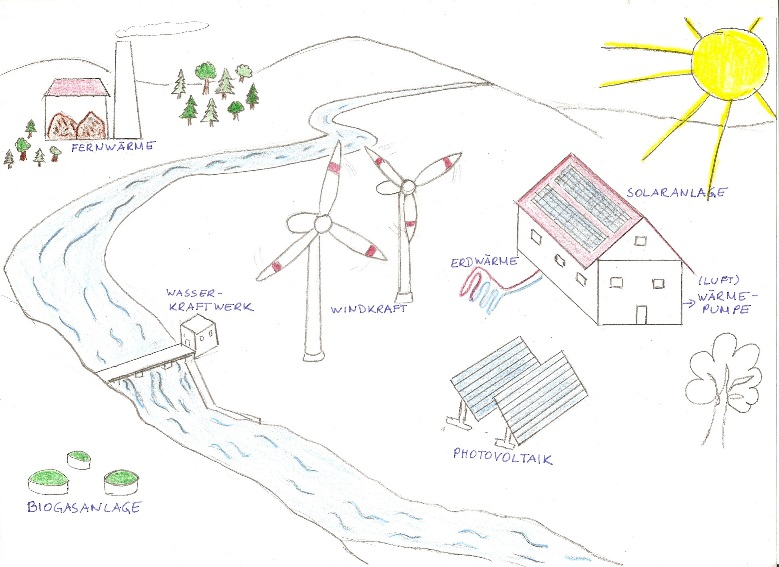 FERNWÄRME
SOLARANLAGE
ERDWÄRME
(LUFT)
WÄRME-
PUMPE
WASSER-
KRAFTWERK
WINDKRAFT
PHOTOVOLTAIK
BIOGASANLAGE